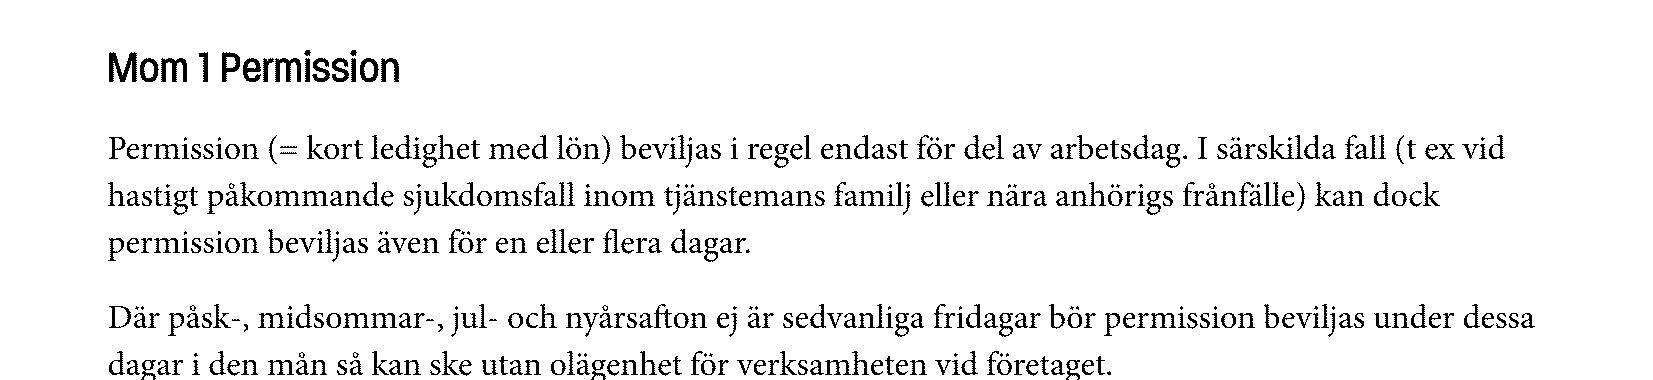 Mom 1 Permission
Permission (= kort ledighet med lön) beviljas i regel endast för del av arbetsdag. I särskilda fall (t ex vid
hastigt påkommande sjukdomsfall inom tjänstemans familj eller nära anhörigs frånfälle) kan dock
permission beviljas även för en eller flera dagar.
Där påsk-, midsommar-, jul- och nyårsafton ej är sedvanliga fridagar bör permission beviljas under dessa
dagar i den mån så kan ske utan olägenhet för verksamheten vid företaget.